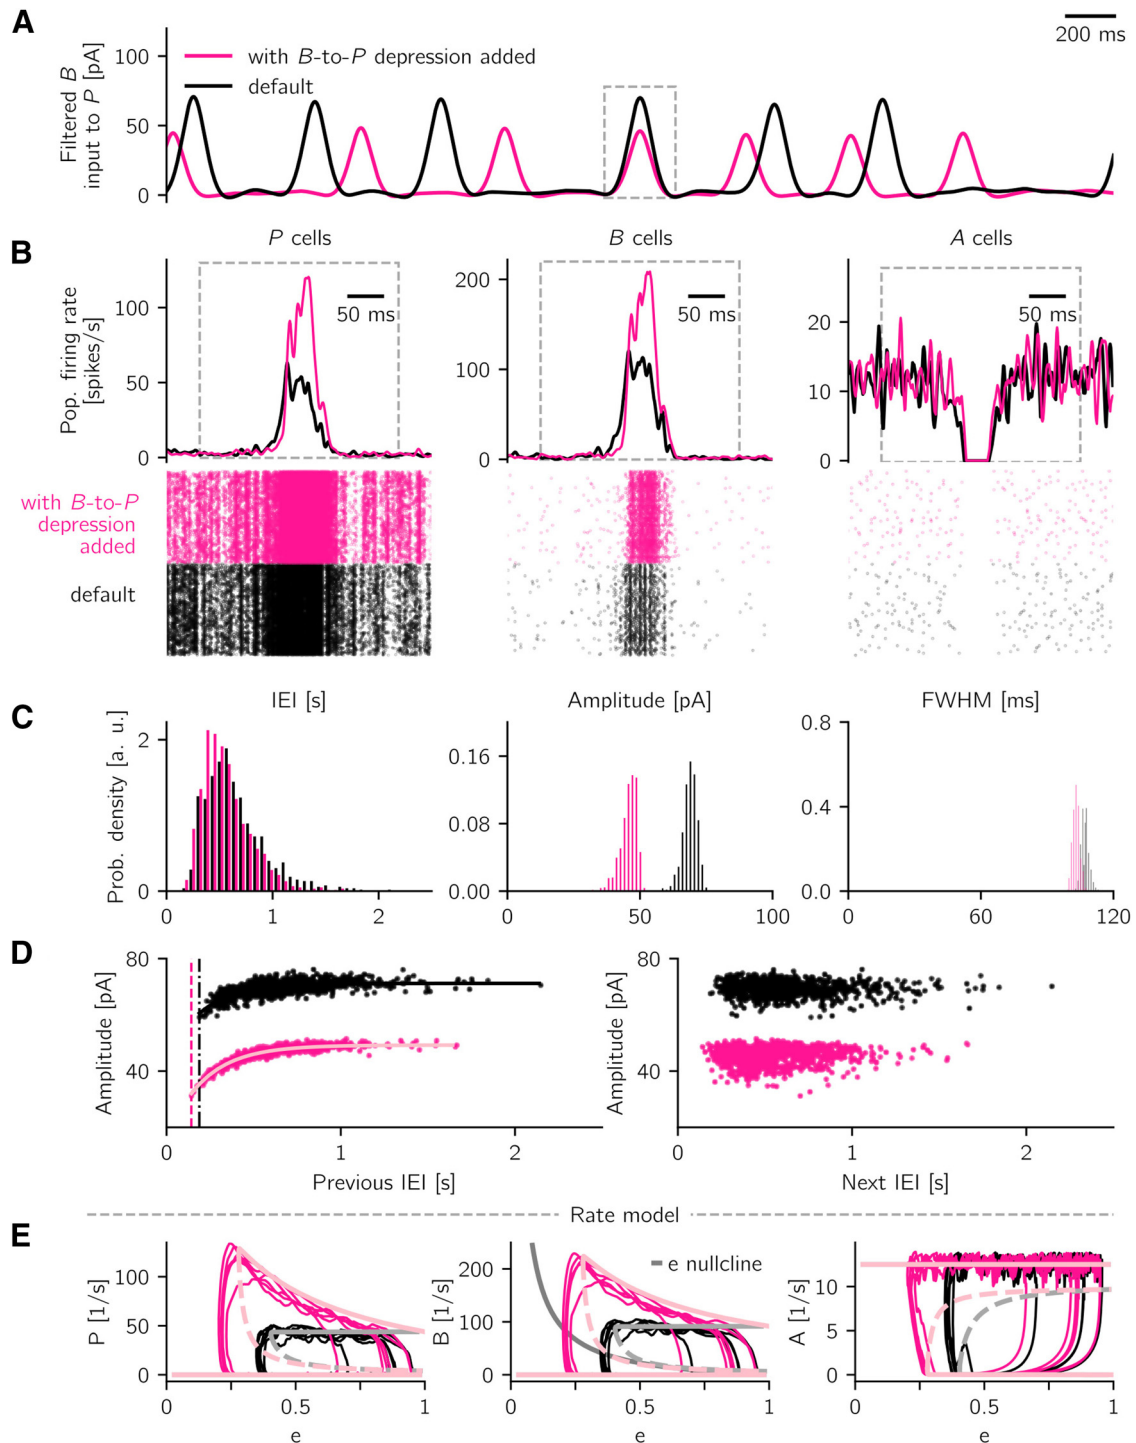 A
200 ms
Filtered B
input to P [pA]
100
50
0
with B-to-P depression added
default
B
P cells
B cells
A cells
Pop. firing rate
[spikes/s]
100
50
0
50 ms
200
100
0
50 ms
20
10
0
50 ms
with B-to-P
depression
added
default
C
IEI [s]
Amplitude [pA]
FWHM [ms]
Prob. density [a. u.]
2
0
0 1 2
0.16
0.08
0.00
0 50 100
0.8
0.4
0.0
0 60 120
D
Amplitude [pA]
80
40
0 1 2
Previous IEI [s]
Amplitude [pA]
80
40
0 1 2
Next IEI [s]
Rate model
E
P [1/s]
100
50
0
0 0.5 1
e
B [1/s]
200
100
0
0 0.5 1
e
e nullcline
A [1/s]
10
5
0
0 0.5 1
e